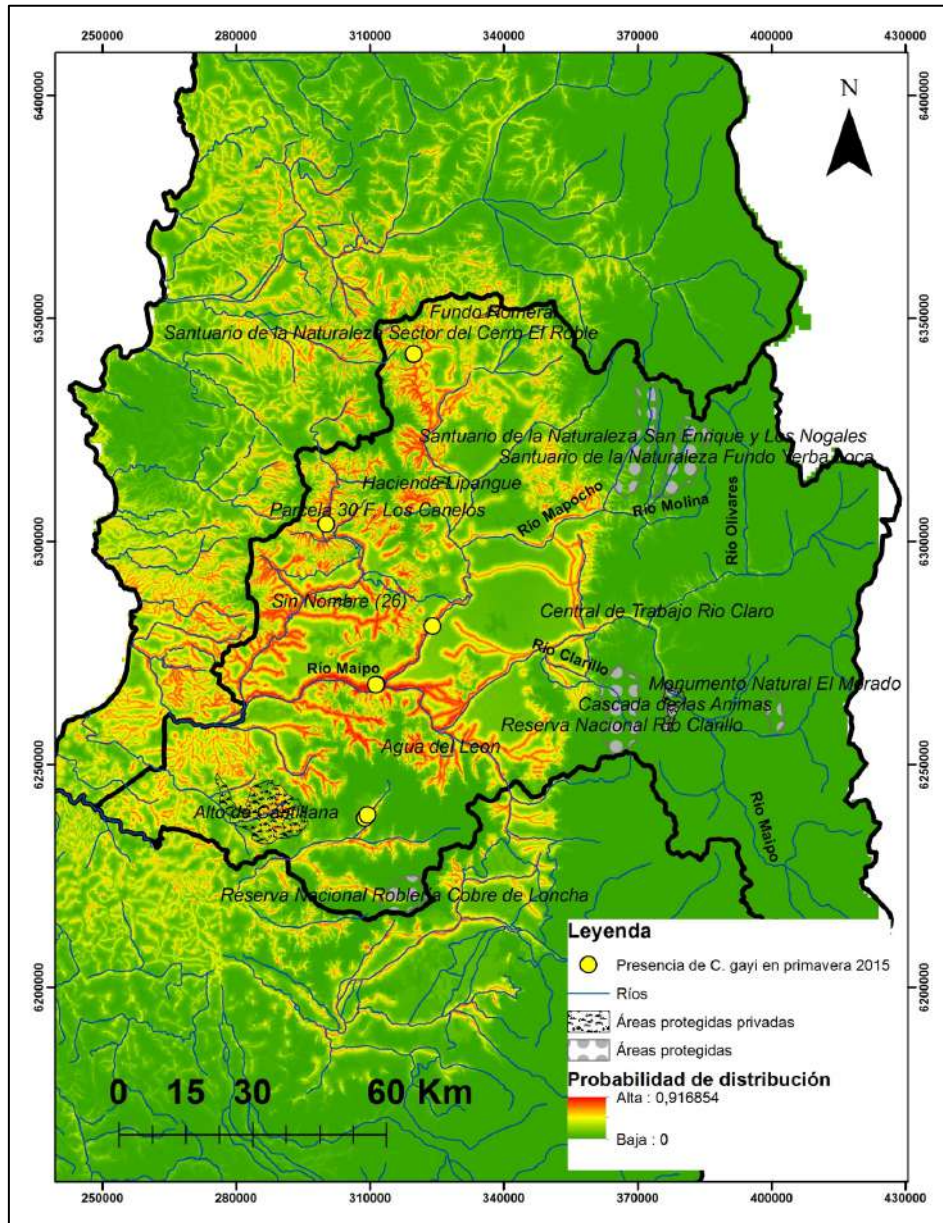 250000 280000 310000 340000 370000 400000 430000
6400000 6400000
N
6350000 6350000
Fundo Romeral
Santuario de la Naturaleza Sector del Cerro El Roble
Santuario de la Naturaleza San Enrique y Los Nogales
Santuario de la Naturaleza Fundo Yerba Loca
Hacienda Lipangue
Parcela 30 F. Los Canelos
Río Mapocho
Río Molina
Río Olivares
6300000 6300000
Sin Nombre (26)
Central de Trabajo Rio Claro
Río Maipo
Río Clarillo
Monumento Natural El Morado
Cascada de las Animas
Reserva Nacional Rio Clarillo
Agua del Leon
6250000 6250000
Alto de Cantillana
Río Maipo
Reserva Nacional Roblería Cobre de Loncha
Leyenda
Presencia de C. gayi en primavera 2015
Ríos
Áreas protegidas privadas
Áreas protegidas
Probabilidad de distribución
Alta : 0,916854
Baja : 0
6200000 6200000
0 15 30 60 Km
250000 280000 310000 340000 370000 400000 430000